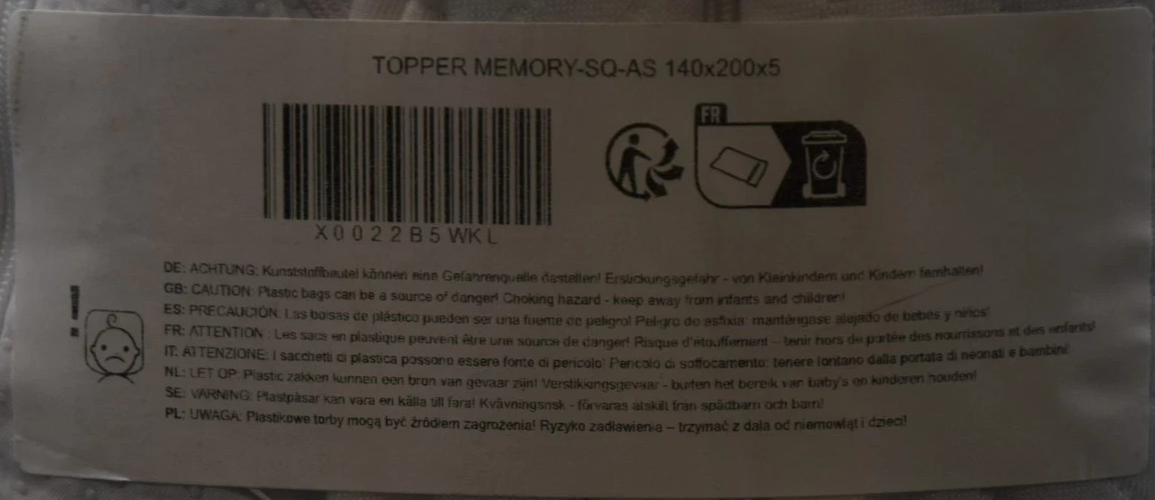 TOPPER MEMORY-SQ-AS 140x200x5
FR
X0022B5WKL
DE: ACHTUNG: Kunststoffbeutel können eine Gefahrenquelle dastellen! Erstickungsgefahr - von Kleinkindern und Kindern fernhalten!
GB: CAUTION: Plastic bags can be a source of danger! Choking hazard - keep away from infants and children!
ES: PRECAUCIÓN: Las bolsas de plástico pueden ser una fuente de peligro! Peligro de asfixia: manténgase alejado de bebés y niños!
FR: ATTENTION : Les sacs en plastique peuvent être une source de danger! Risque d'étouffement – tenir hors de portée des nourrissons et des enfants!
IT: ATTENZIONE: I sacchetti di plastica possono essere fonte di pericolo! Pericolo di soffocamento: tenere lontano dalla portata di neonati e bambini!
NL: LET OP: Plastic zakken kunnen een bron van gevaar zijn! Verstikkingsgevaar - buiten het bereik van baby's en kinderen houden!
SE: VARNING: Plastpåsar kan vara en källa till fara! Kvävningsrisk - förvaras åtskilt från spädbarn och barn!
PL: UWAGA: Plastikowe torby mogą być źródłem zagrożenia! Ryzyko zadławienia – trzymać z dala od niemowląt i dzieci!